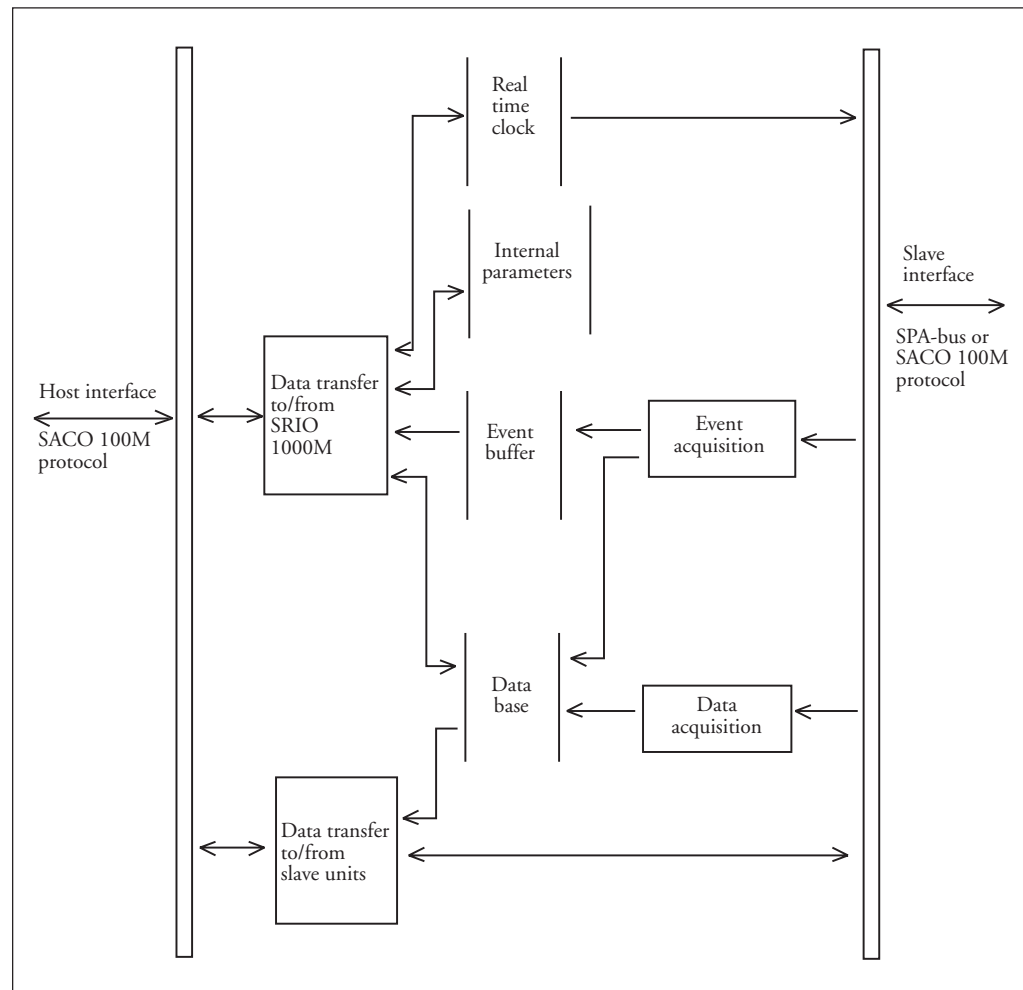 Real
time
clock
Internal
parameters
Slave
interface
SPA-bus or
SACO 100M
protocol
Host interface
SACO 100M
protocol
Data transfer
to/from
SRIO
1000M
Event
buffer
Event
acquisition
Data
base
Data
acquisition
Data transfer
to/from
slave units